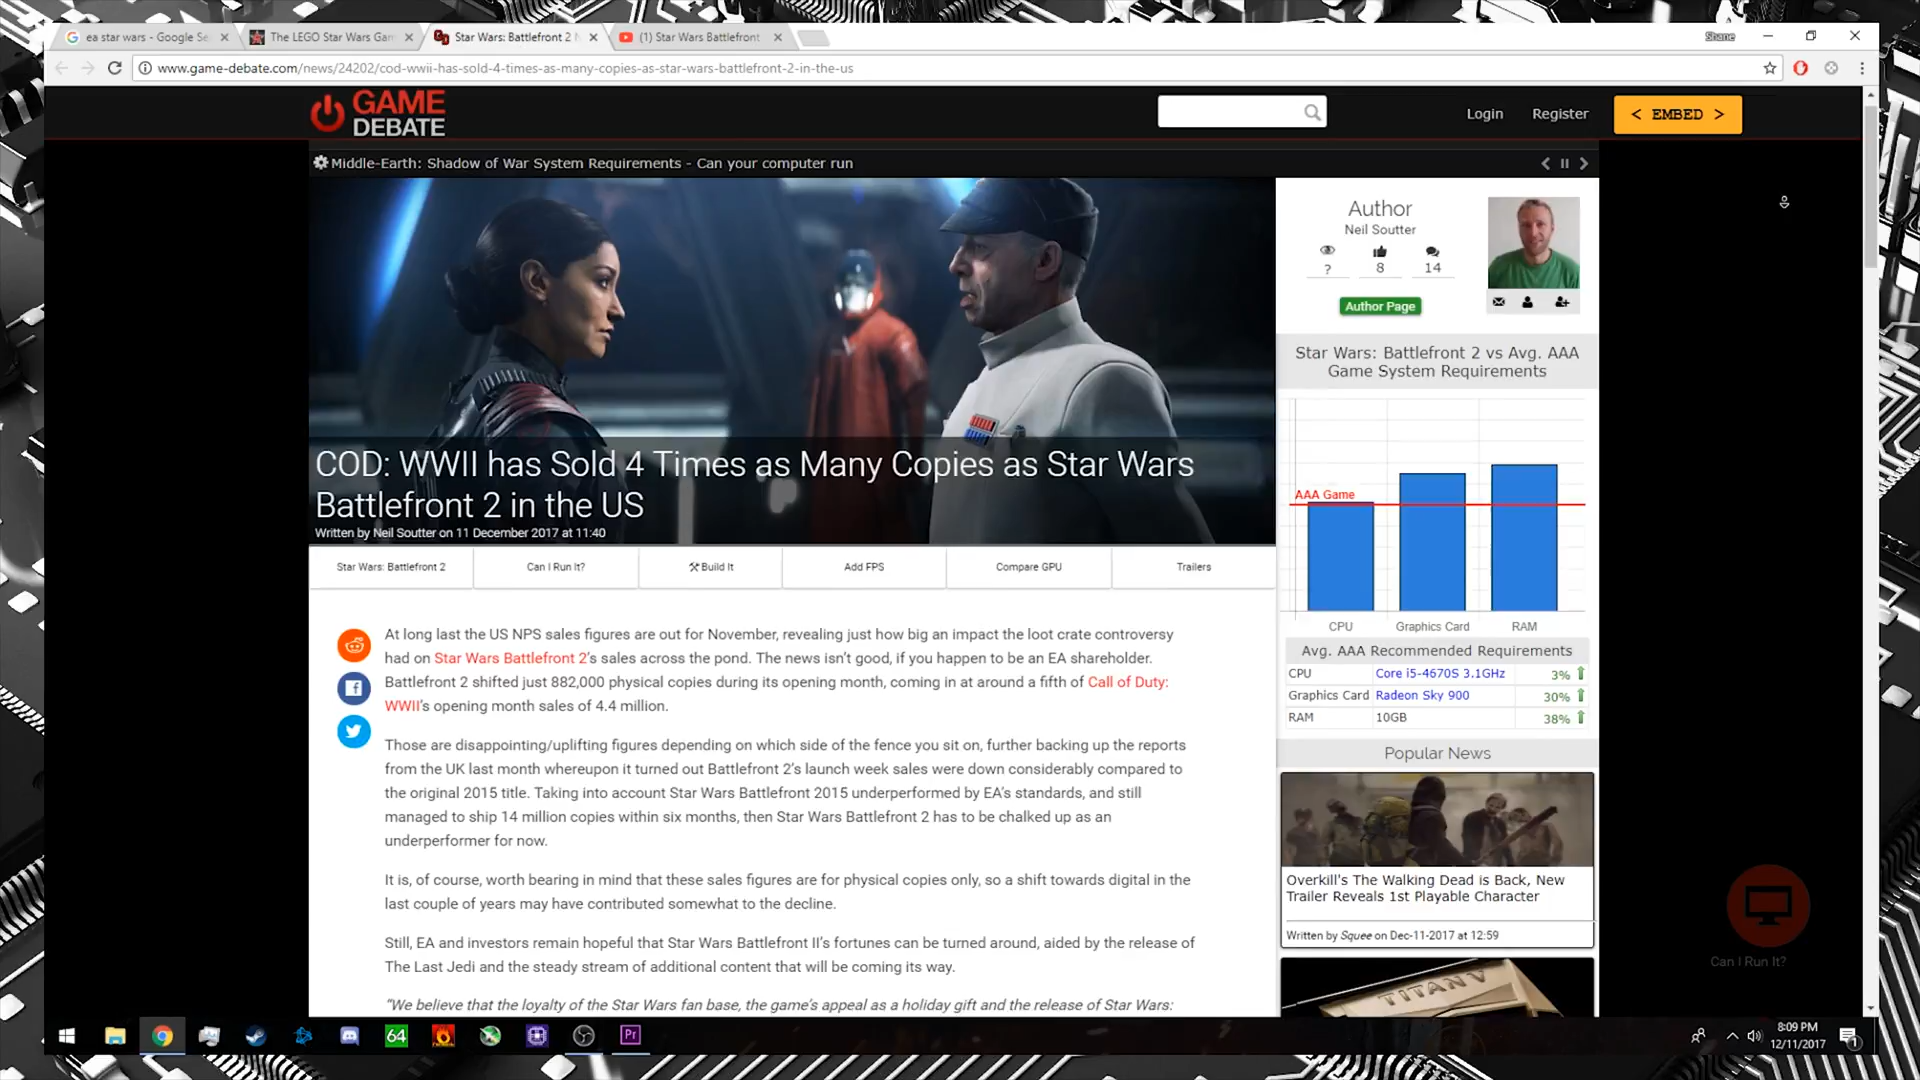 ea star wars - Google Se
The LEGO Star Wars Gam
Star Wars: Battlefront 2 N
(1) Star Wars Battlefront
Shane
www.game-debate.com/news/24202/cod-wwii-has-sold-4-times-as-many-copies-as-star-wars-battlefront-2-in-the-us
GAME
DEBATE
Login
Register
< EMBED >
Middle-Earth: Shadow of War System Requirements - Can your computer run
COD: WWII has Sold 4 Times as Many Copies as Star Wars
Battlefront 2 in the US
Written by Neil Soutter on 11 December 2017 at 11:40
Star Wars: Battlefront 2
Can I Run It?
Build It
Add FPS
Compare GPU
Trailers
At long last the US NPS sales figures are out for November, revealing just how big an impact the loot crate controversy
had on Star Wars Battlefront 2's sales across the pond. The news isn't good, if you happen to be an EA shareholder.
Battlefront 2 shifted just 882,000 physical copies during its opening month, coming in at around a fifth of Call of Duty:
WWII's opening month sales of 4.4 million.
Those are disappointing/uplifting figures depending on which side of the fence you sit on, further backing up the reports
from the UK last month whereupon it turned out Battlefront 2's launch week sales were down considerably compared to
the original 2015 title. Taking into account Star Wars Battlefront 2015 underperformed by EA's standards, and still
managed to ship 14 million copies within six months, then Star Wars Battlefront 2 has to be chalked up as an
underperformer for now.
It is, of course, worth bearing in mind that these sales figures are for physical copies only, so a shift towards digital in the
last couple of years may have contributed somewhat to the decline.
Still, EA and investors remain hopeful that Star Wars Battlefront II's fortunes can be turned around, aided by the release of
The Last Jedi and the steady stream of additional content that will be coming its way.
"We believe that the loyalty of the Star Wars fan base, the game's appeal as a holiday gift and the release of Star Wars:
Author
Neil Soutter
?
8
14
Author Page
Star Wars: Battlefront 2 vs Avg. AAA
Game System Requirements
AAA Game
CPU
Graphics Card
RAM
Avg. AAA Recommended Requirements
CPU Core i5-4670S 3.1GHz 3%
Graphics Card Radeon Sky 900 30%
RAM 10GB 38%
Popular News
Overkill's The Walking Dead is Back, New
Trailer Reveals 1st Playable Character
Written by Squee on Dec-11-2017 at 12:59
TITAN V
Can I Run It?
64
Pr
8:09 PM
12/11/2017
1